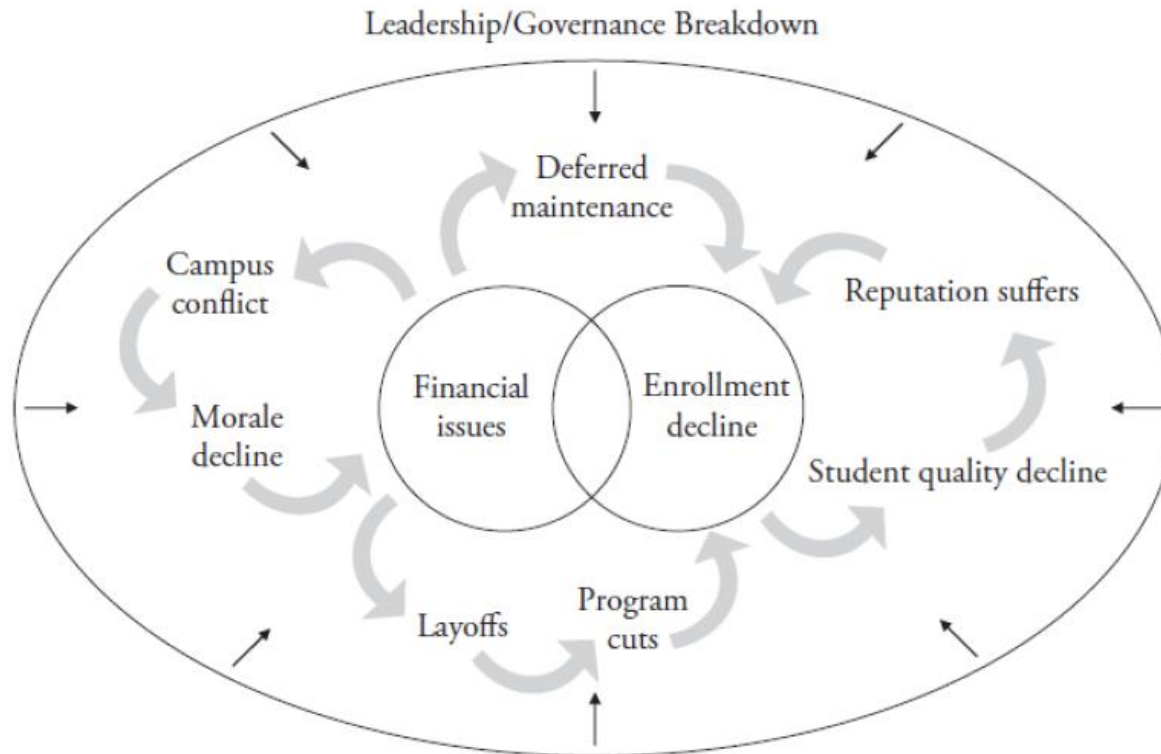 Leadership/Governance Breakdown
Deferred
maintenance
Campus
conflict
Reputation suffers
Financial
issues
Enrollment
decline
Morale
decline
Student quality decline
Layoffs
Program
cuts